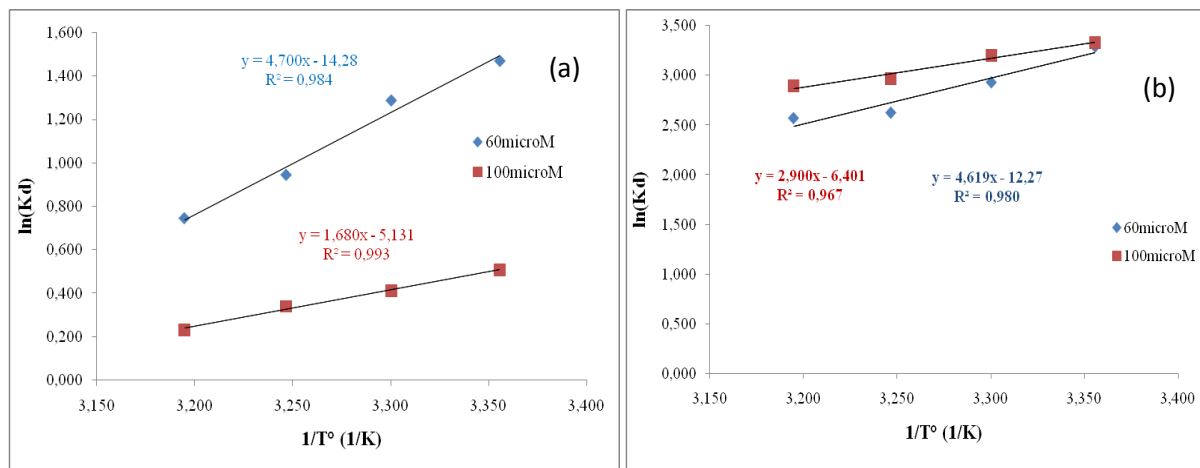 1,600
1,400
1,200
1,000
0,800
0,600
0,400
0,200
0,000
ln(Kd)
y = 4,700x - 14,28
R² = 0,984
(a)
60microM
100microM
y = 1,680x - 5,131
R² = 0,993
3,150 3,200 3,250 3,300 3,350 3,400
1/T° (1/K)
3,500
3,000
2,500
2,000
1,500
1,000
0,500
0,000
ln(Kd)
(b)
y = 2,900x - 6,401
R² = 0,967
y = 4,619x - 12,27
R² = 0,980
60microM
100microM
3,150 3,200 3,250 3,300 3,350 3,400
1/T° (1/K)